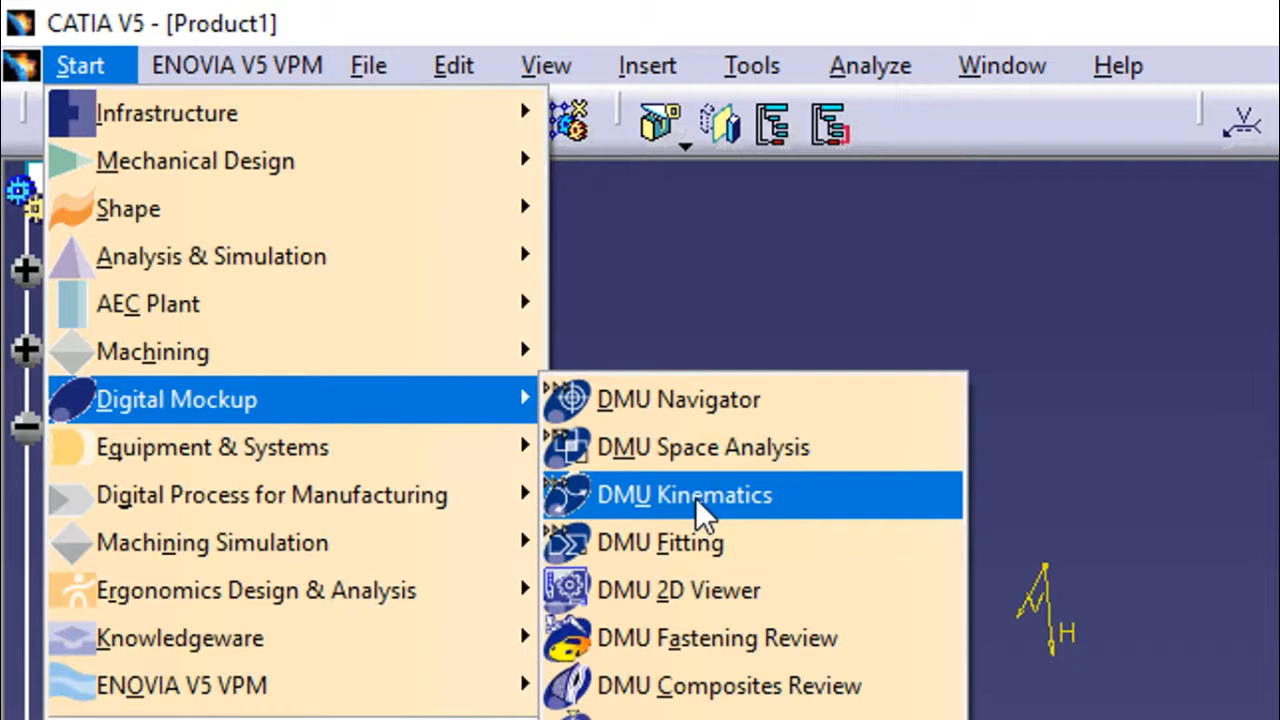 CATIA V5 - [Product1]
Start ENOVIA V5 VPM File Edit View Insert Tools Analyze Window Help
Infrastructure
Mechanical Design
Shape
Analysis & Simulation
AEC Plant
Machining
Digital Mockup
Equipment & Systems
Digital Process for Manufacturing
Machining Simulation
Ergonomics Design & Analysis
Knowledgeware
ENOVIA V5 VPM
DMU Navigator
DMU Space Analysis
DMU Kinematics
DMU Fitting
DMU 2D Viewer
DMU Fastening Review
DMU Composites Review
H